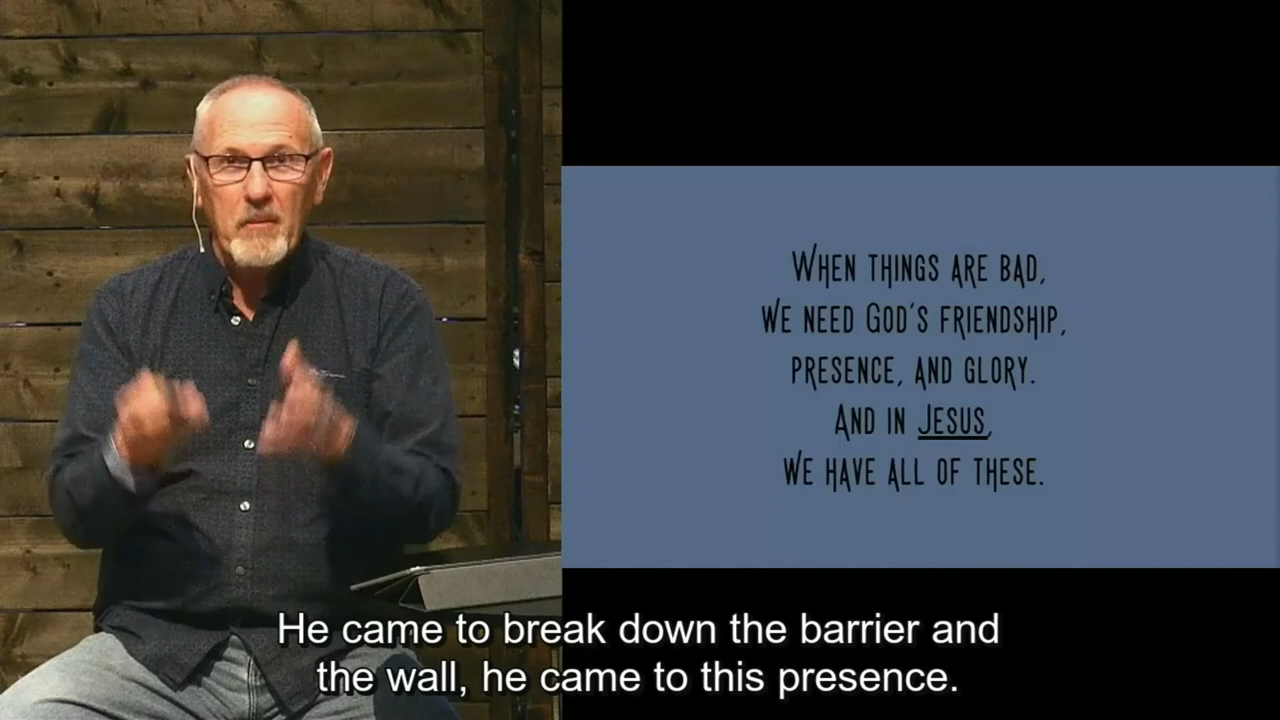 When things are bad,
we need God's friendship,
presence, and glory.
And in Jesus,
we have all of these.
He came to break down the barrier and
the wall, he came to this presence.